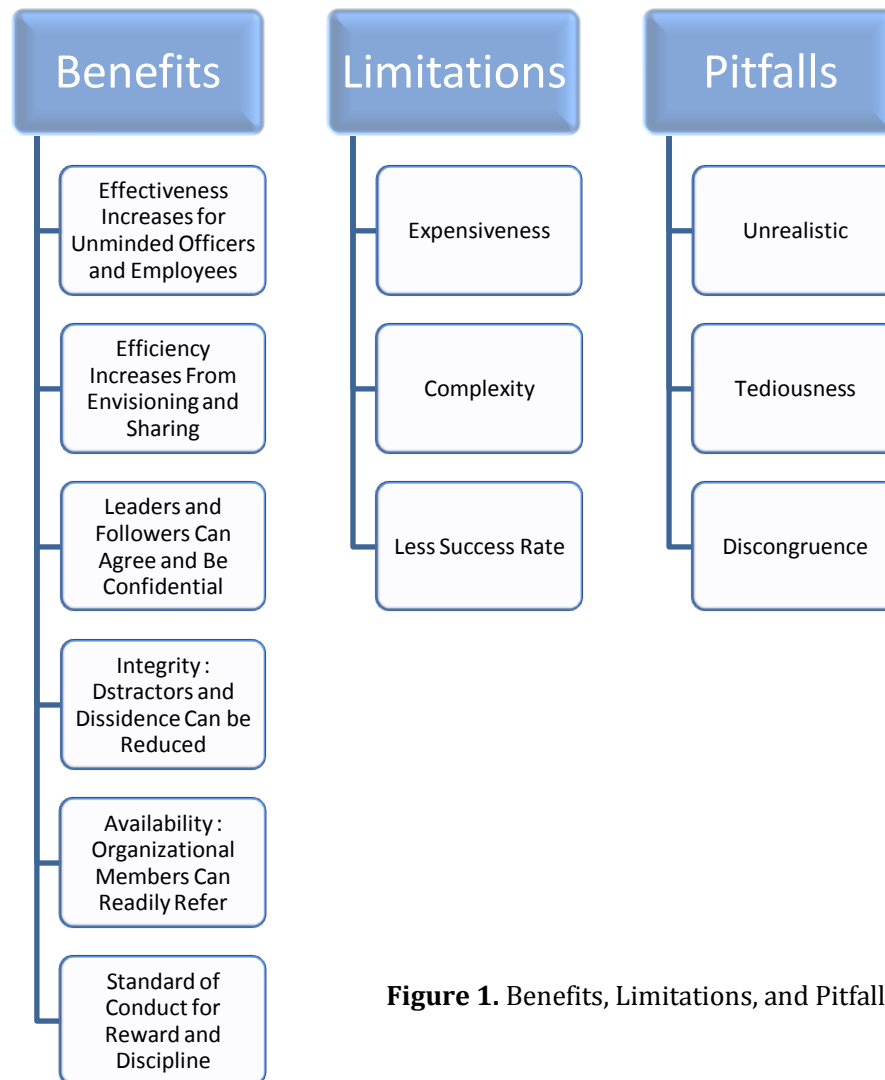 Benefits
Effectiveness
Increases for
Unminded Officers
and Employees
Efficiency
Increases From
Envisioning and
Sharing
Leaders and
Followers Can
Agree and Be
Confidential
Integrity :
Dstractors and
Dissidence Can be
Reduced
Availability :
Organizational
Members Can
Readily Refer
Standard of
Conduct for
Reward and
Discipline
Limitations
Expensiveness
Complexity
Less Success Rate
Pitfalls
Unrealistic
Tediousness
Discongruence
Figure 1. Benefits, Limitations, and Pitfall